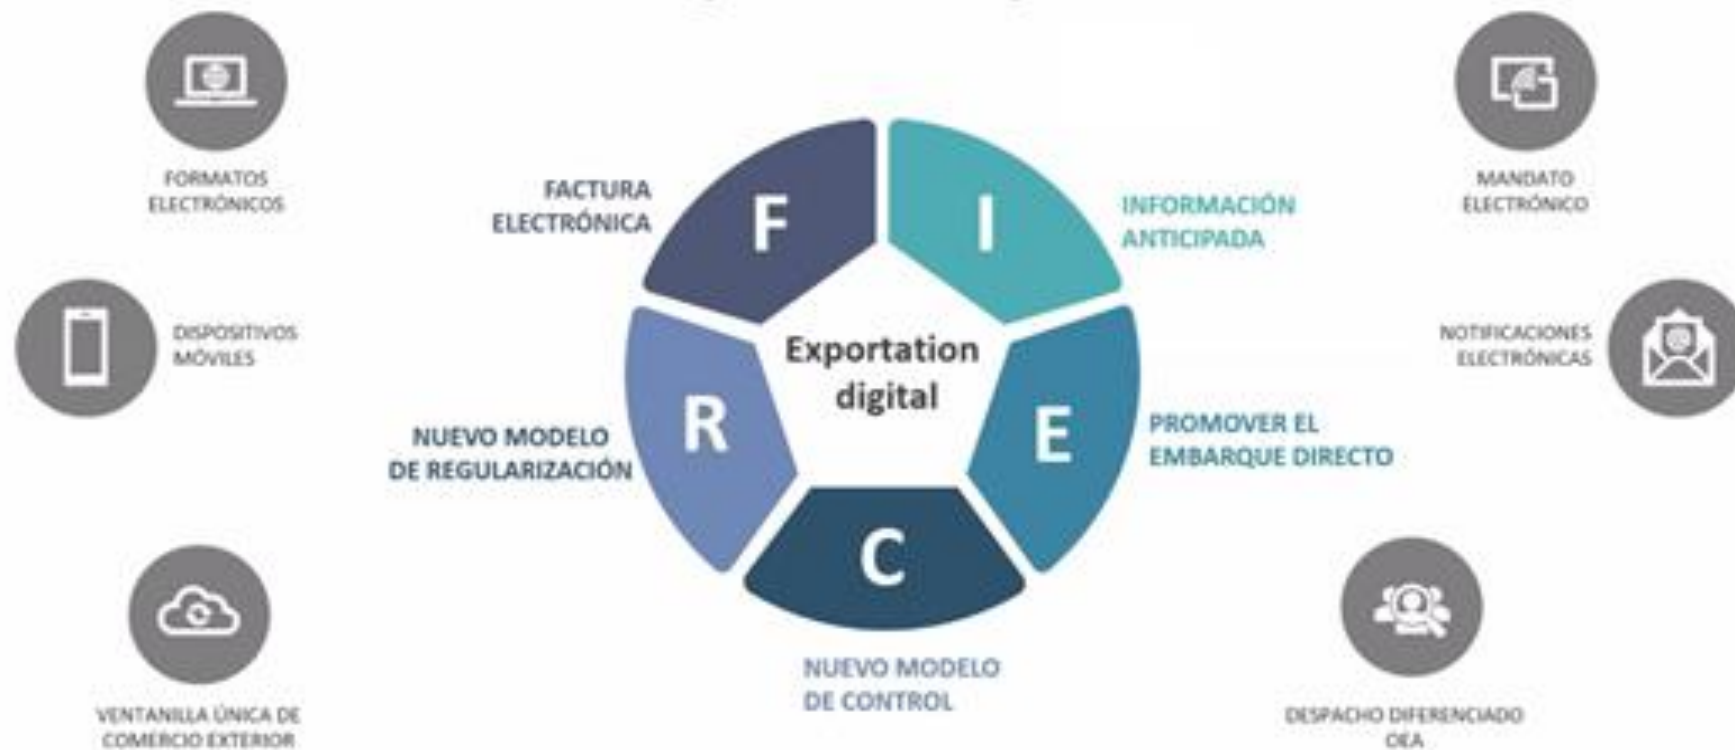 FORMATOS
ELECTRÓNICOS
MANDATO
ELECTRÓNICO
FACTURA
ELECTRÓNICA
F
I
INFORMACIÓN
ANTICIPADA
DISPOSITIVOS
MÓVILES
Exportation
digital
NOTIFICACIONES
ELECTRÓNICAS
NUEVO MODELO
DE REGULARIZACIÓN
R
E
PROMOVER EL
EMBARQUE DIRECTO
C
NUEVO MODELO
DE CONTROL
VENTANILLA ÚNICA DE
COMERCIO EXTERIOR
DESPACHO DIFERENCIADO
OEA